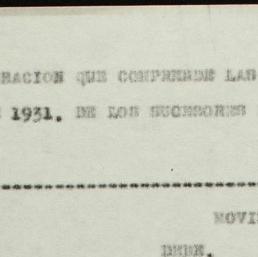 RACION QUE COMPRENDE LAS
1931. DE LOS SUCESORES
MOVI
DEBE.